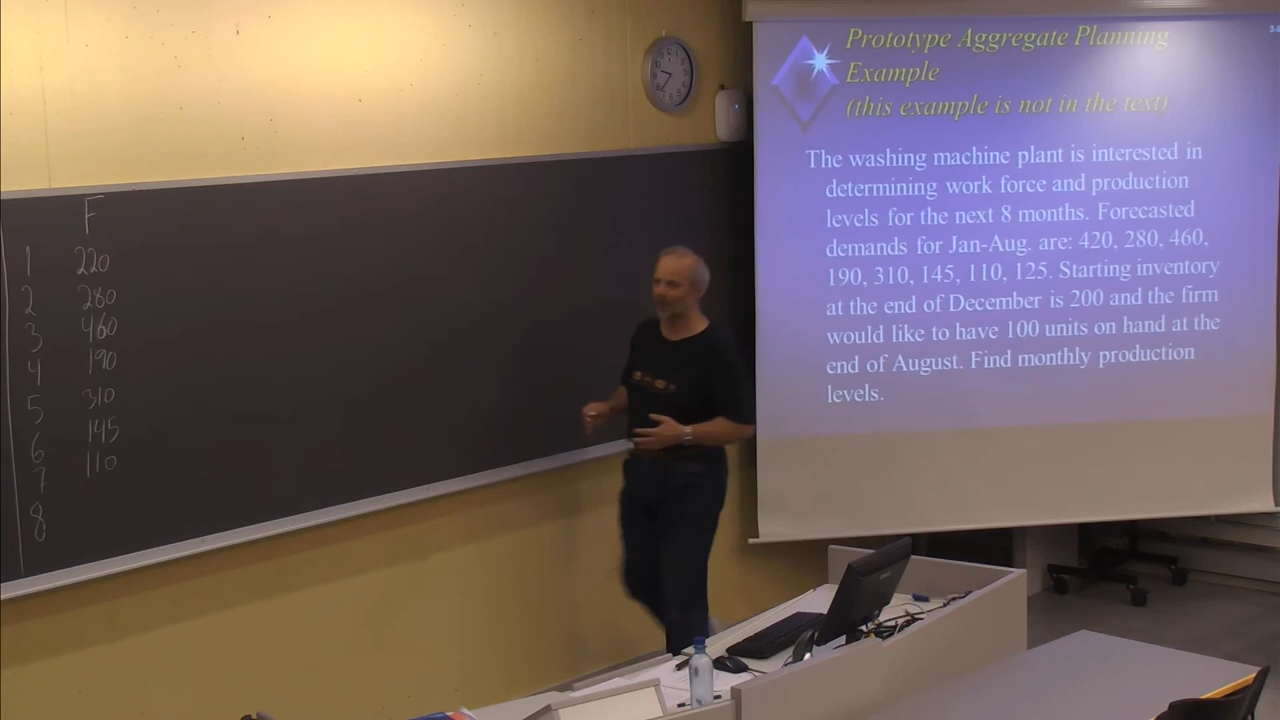 F
1 220
2 280
3 460
4 190
5 310
6 145
7 110
8
Prototype Aggregate Planning
Example
(this example is not in the text)
The washing machine plant is interested in
determining work force and production
levels for the next 8 months. Forecasted
demands for Jan-Aug. are: 420, 280, 460,
190, 310, 145, 110, 125. Starting inventory
at the end of December is 200 and the firm
would like to have 100 units on hand at the
end of August. Find monthly production
levels.